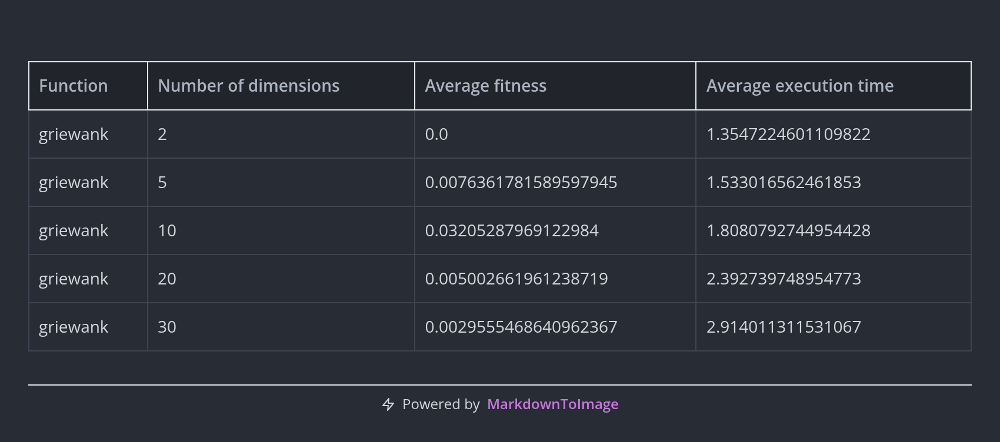 Function Number of dimensions Average fitness Average execution time
griewank 2 0.0 1.3547224601109822
griewank 5 0.0076361781589597945 1.533016562461853
griewank 10 0.03205287969122984 1.8080792744954428
griewank 20 0.005002661961238719 2.392739748954773
griewank 30 0.0029555468640962367 2.914011311531067
Powered by MarkdownToImage